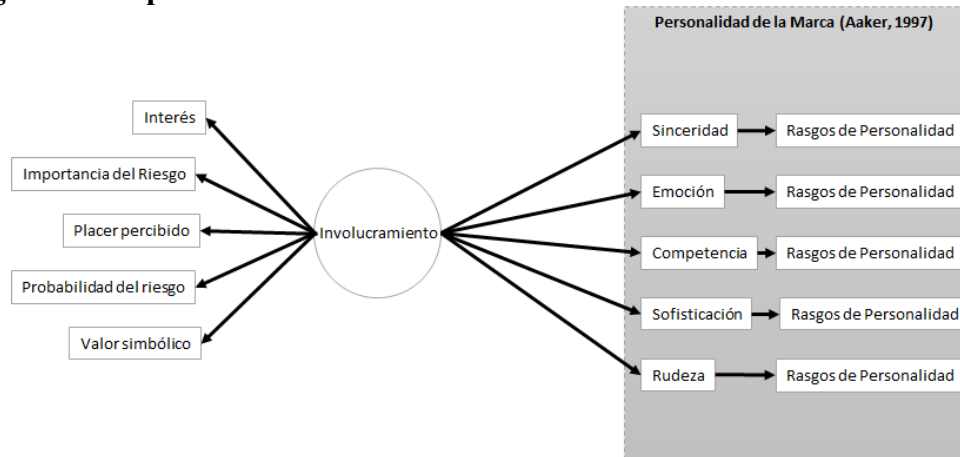 Personalidad de la Marca (Aaker, 1997)
Interés
Importancia del Riesgo
Placer percibido
Probabilidad del riesgo
Valor simbólico
Involucramiento
Sinceridad
Rasgos de Personalidad
Emoción
Rasgos de Personalidad
Competencia
Rasgos de Personalidad
Sofisticación
Rasgos de Personalidad
Rudeza
Rasgos de Personalidad